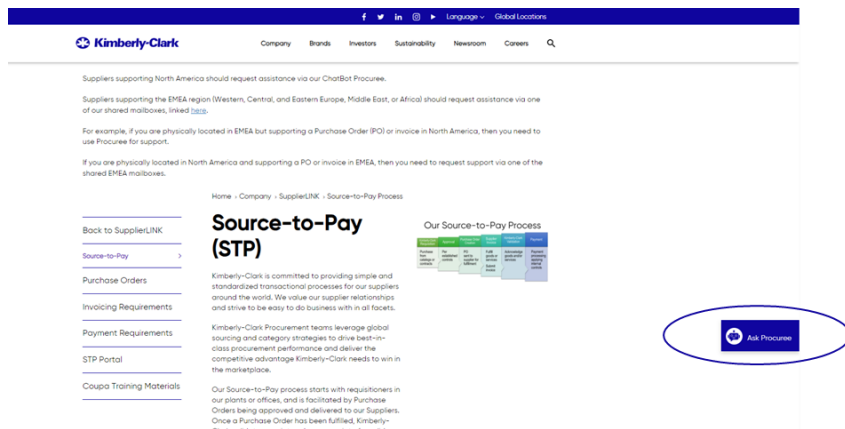 Language
Global Locations
Kimberly-Clark
Company
Brands
Investors
Sustainability
Newsroom
Careers
Suppliers supporting North America should request assistance via our ChatBot Procuree.
Suppliers supporting the EMEA region (Western, Central, and Eastern Europe, Middle East, or Africa) should request assistance via one
of our shared mailboxes, linked here.
For example, if you are physically located in EMEA but supporting a Purchase Order (PO) or invoice in North America, then you need to
use Procuree for support.
If you are physically located in North America and supporting a PO or invoice in EMEA, then you need to request support via one of the
shared EMEA mailboxes.
Home › Company › SupplierLINK › Source-to-Pay Process
Back to SupplierLINK
Source-to-Pay
Purchase Orders
Invoicing Requirements
Payment Requirements
STP Portal
Coupa Training Materials
Source-to-Pay
(STP)
Kimberly-Clark is committed to providing simple and
standardized transactional processes for our suppliers
around the world. We value our supplier relationships
and strive to be easy to do business with in all facets.
Kimberly-Clark Procurement teams leverage global
sourcing and category strategies to drive best-in-
class procurement performance and deliver the
competitive advantage Kimberly-Clark needs to win in
the marketplace.
Our Source-to-Pay process starts with requisitioners in
our plants or offices, and is facilitated by Purchase
Orders being approved and delivered to our Suppliers.
Once a Purchase Order has been fulfilled, Kimberly-
Our Source-to-Pay Process
Approval
Payment
Ask Procuree